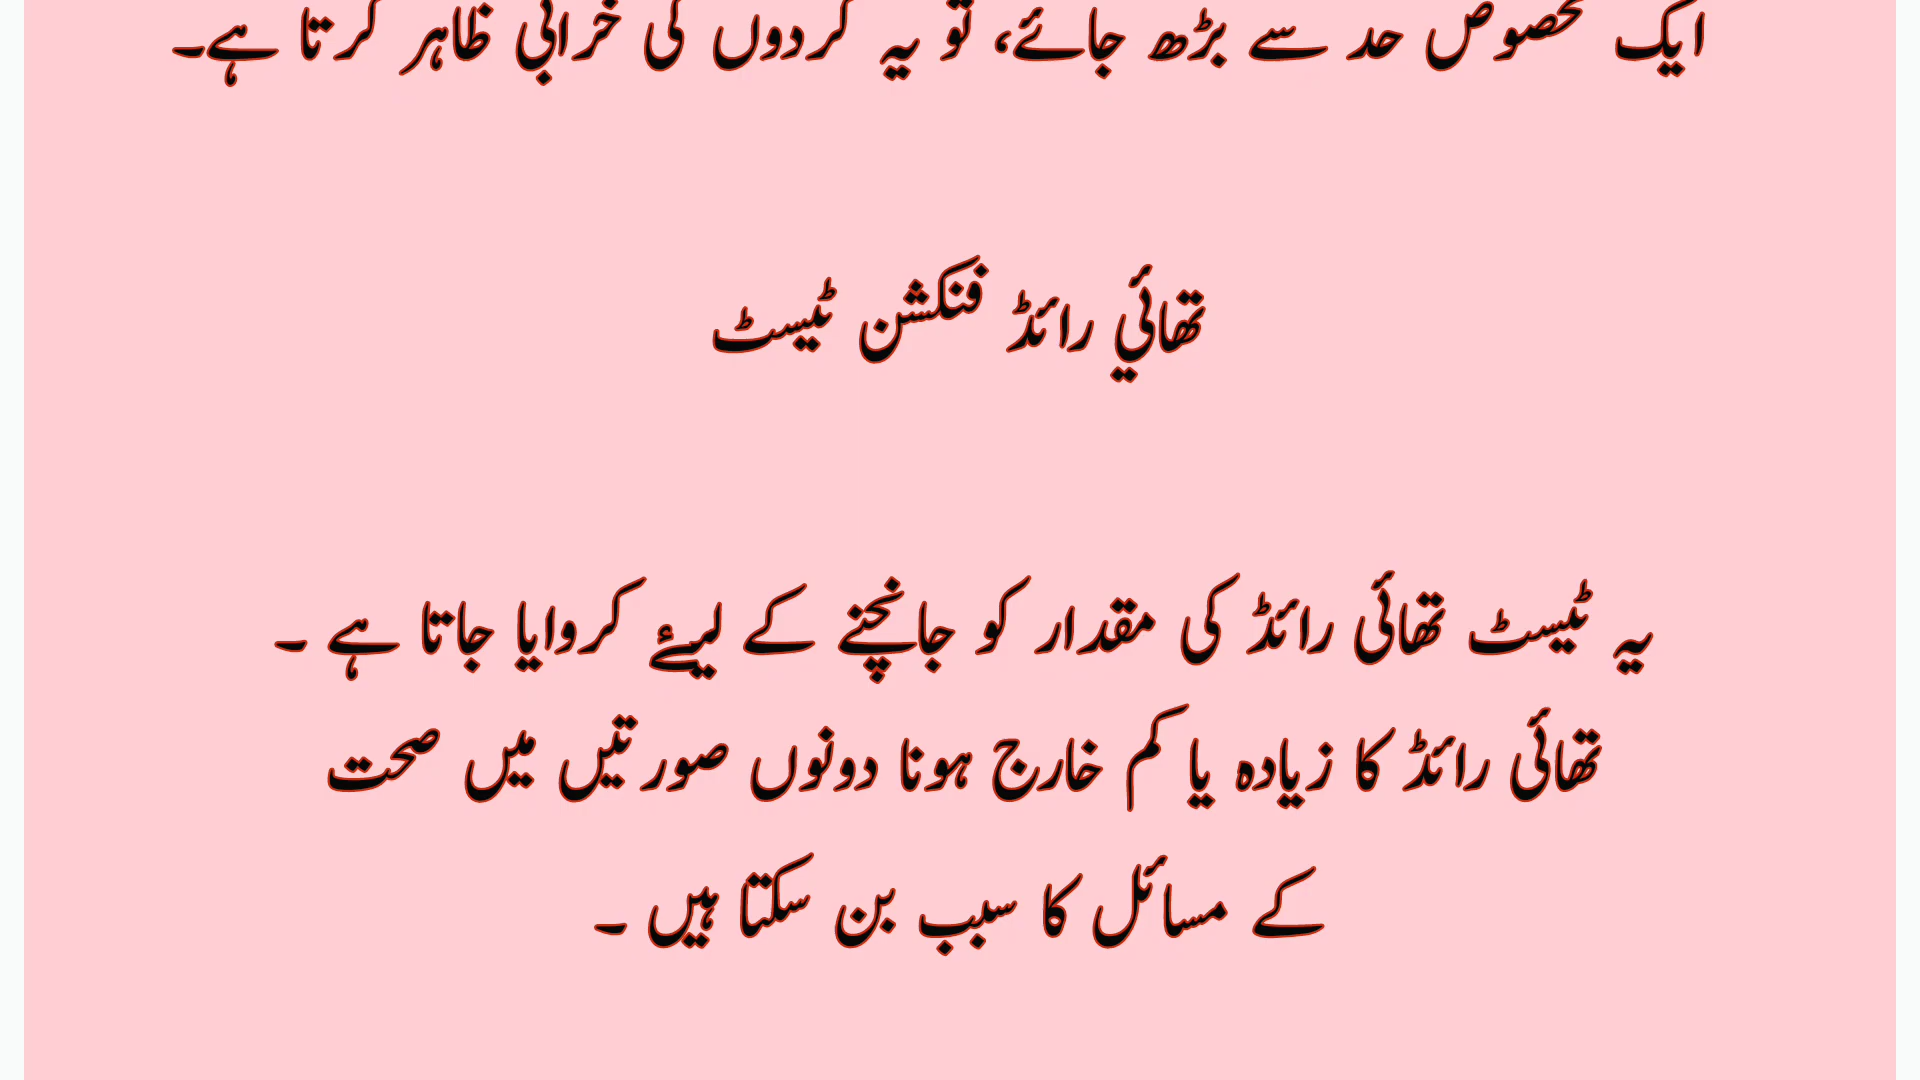 ایک مخصوص حد سے بڑھ جائے، تو یہ گردوں کی خرابی ظاہر کرتا ہے۔
تھائي رائڈ فنکشن ٹیسٹ
یہ ٹیسٹ تھائی رائڈ کی مقدار کو جانچنے کے لیئے کروایا جاتا ہے ۔
تھائی رائڈ کا زیادہ یا کم خارج ہونا دونوں صورتیں میں صحت
کے مسائل کا سبب بن سکتا ہیں ۔